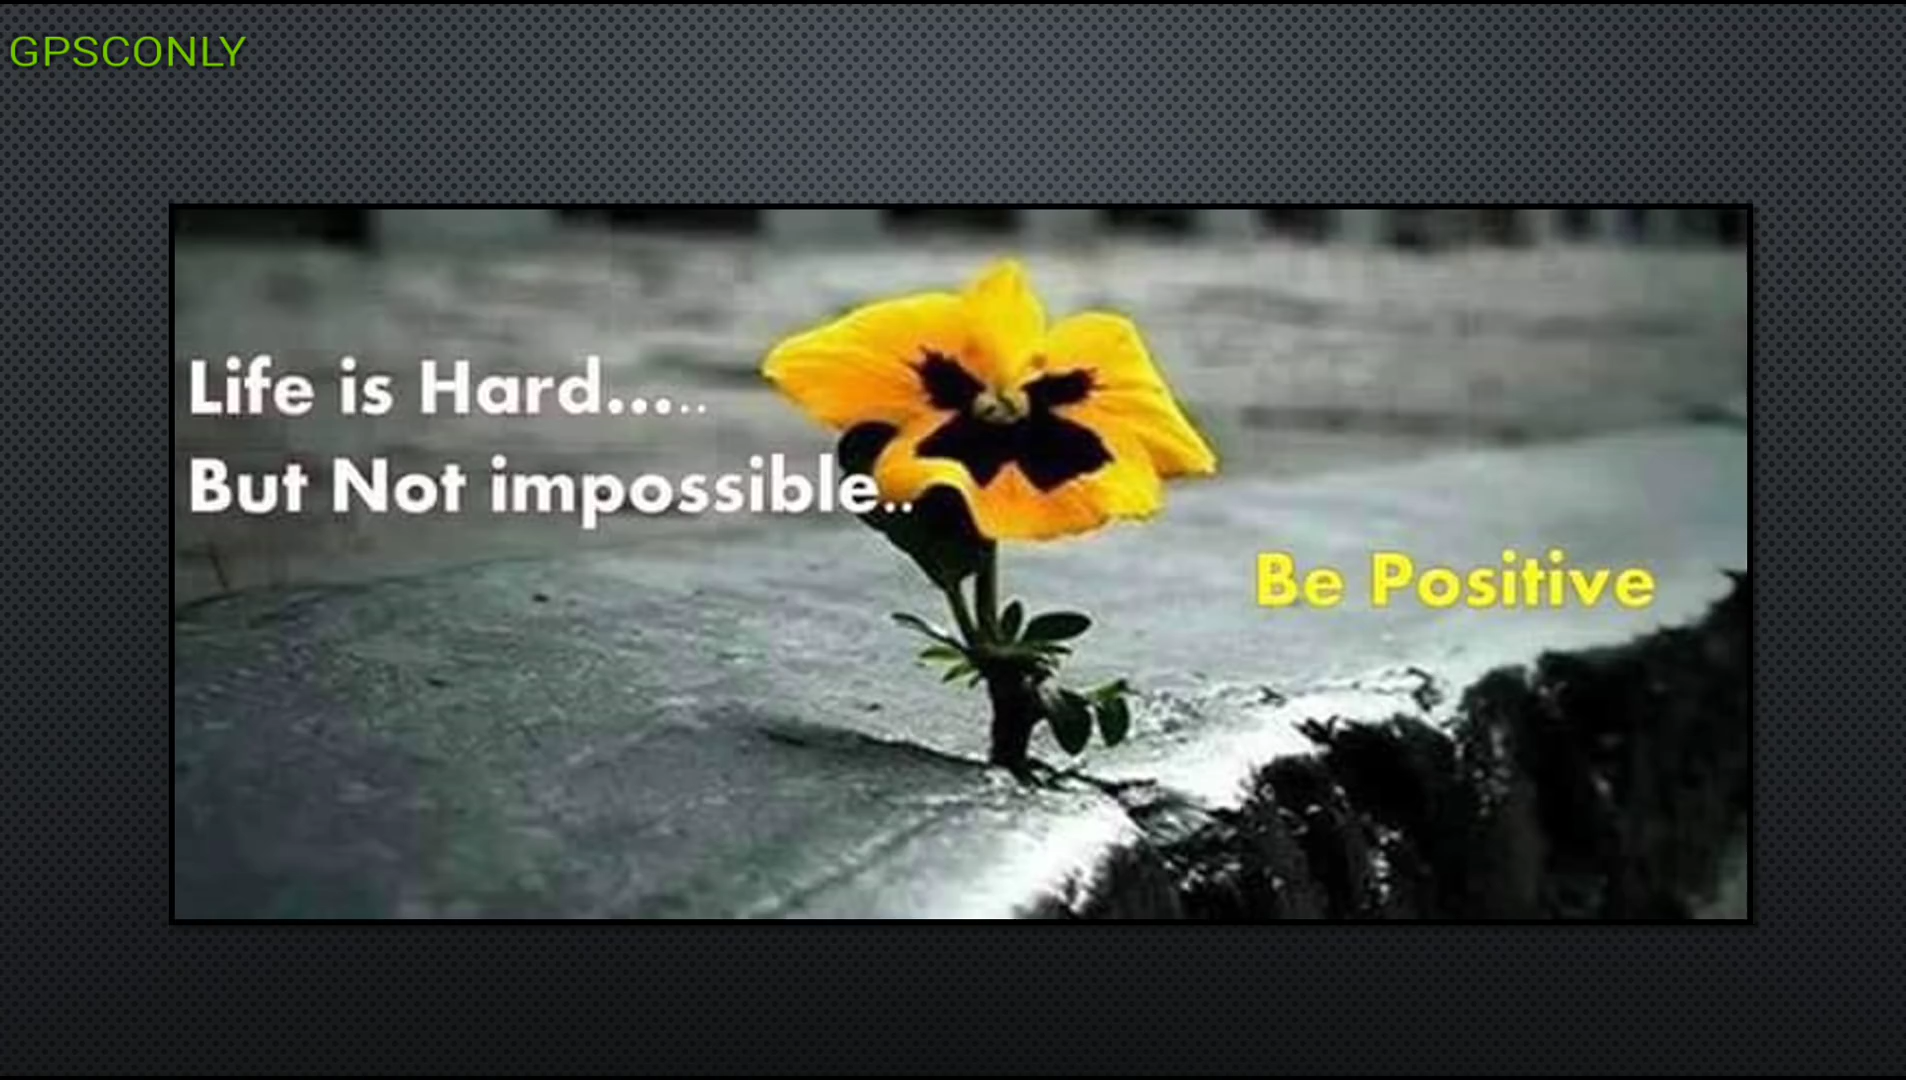 GPSCONLY
Life is Hard.....
But Not impossible..
Be Positive